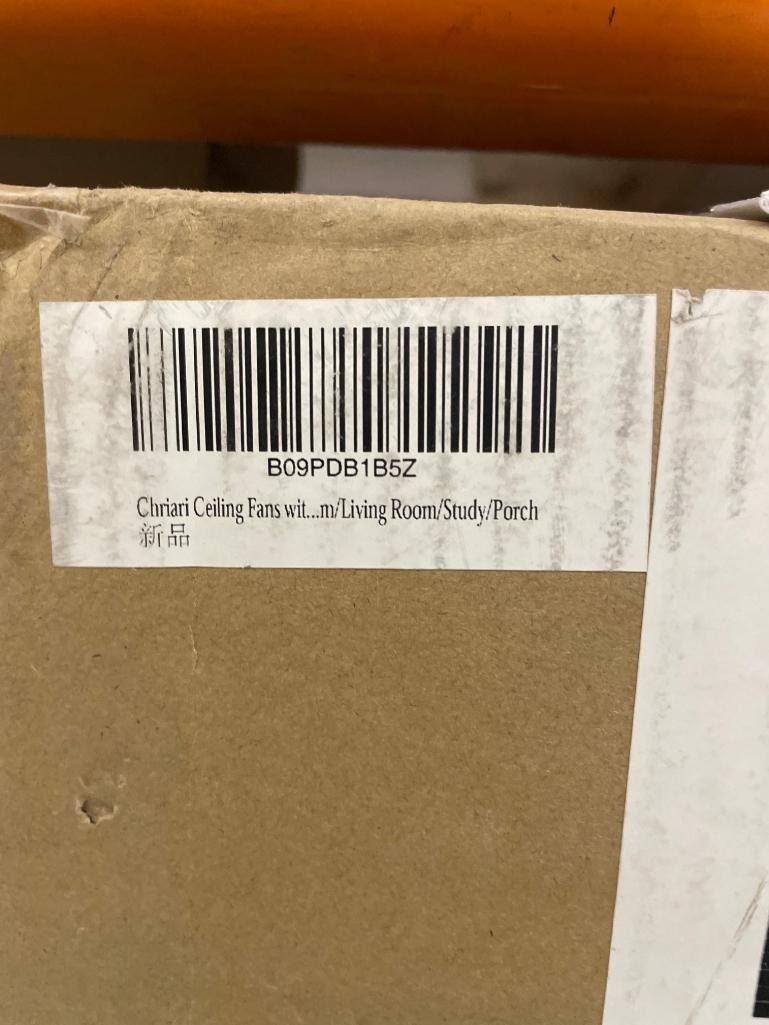 B09PDB1B5Z
Chriari Ceiling Fans wit...m/Living Room/Study/Porch
新品